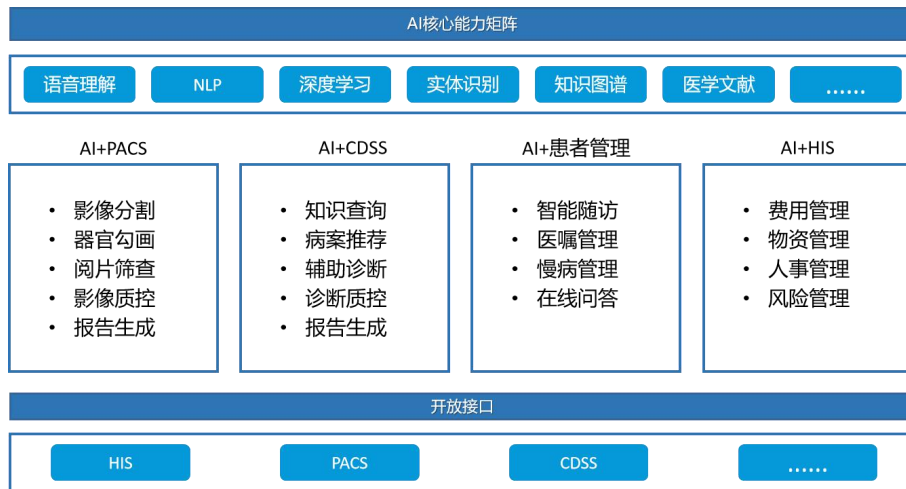 AI核心能力矩阵
语音理解 NLP 深度学习 实体识别 知识图谱 医学文献 ……
AI+PACS AI+CDSS AI+患者管理 AI+HIS
• 影像分割
• 器官勾画
• 阅片筛查
• 影像质控
• 报告生成
• 知识查询
• 病案推荐
• 辅助诊断
• 诊断质控
• 报告生成
• 智能随访
• 医嘱管理
• 慢病管理
• 在线问答
• 费用管理
• 物资管理
• 人事管理
• 风险管理
开放接口
HIS PACS CDSS ……